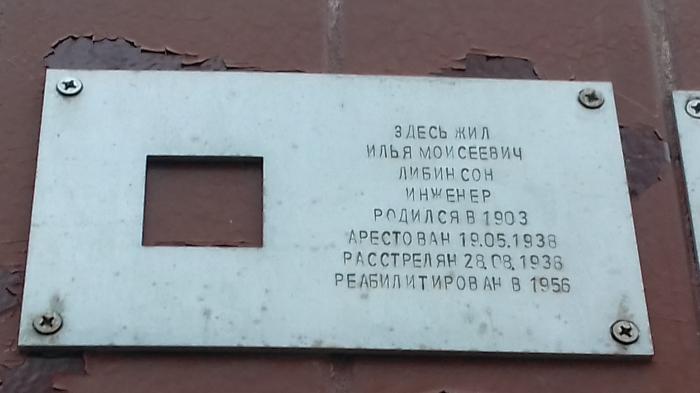 ЗДЕСЬ ЖИЛ
ИЛЬЯ МОИСЕЕВИЧ
ЛИБИНСОН
ИНЖЕНЕР
РОДИЛСЯ В 1903
АРЕСТОВАН 19.05.1938
РАССТРЕЛЯН 28.08.1938
РЕАБИЛИТИРОВАН В 1956